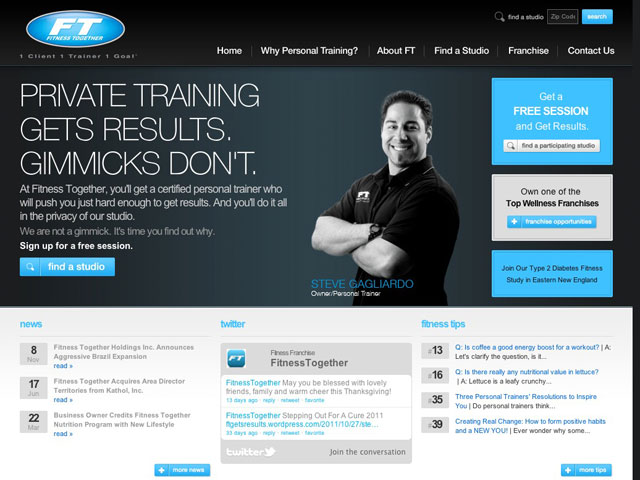 FT
FITNESS TOGETHER
1 Client 1 Trainer 1 Goal
find a studio
Zip Code
search
Home
Why Personal Training?
About FT
Find a Studio
Franchise
Contact Us
PRIVATE TRAINING
GETS RESULTS.
GIMMICKS DON'T.
At Fitness Together, you'll get a certified personal trainer who
will push you just hard enough to get results. And you'll do it all
in the privacy of our studio.
We are not a gimmick. It's time you find out why.
Sign up for a free session.
find a studio
FT
STEVE GAGLIARDO
Owner/Personal Trainer
Get a
FREE SESSION
and Get Results.
find a participating studio
Own one of the
Top Wellness Franchises
franchise opportunities
Join Our Type 2 Diabetes Fitness
Study in Eastern New England
news
8
Nov
Fitness Together Holdings Inc. Announces
Aggressive Brazil Expansion
read »
17
Jun
Fitness Together Acquires Area Director
Territories from Kathol, Inc.
read »
22
Mar
Business Owner Credits Fitness Together
Nutrition Program with New Lifestyle
read »
more news
twitter
FT
Fitness Franchise
FitnessTogether
FitnessTogether May you be blessed with lovely
friends, family and warm cheer this Thanksgiving!
13 days ago · reply · retweet · favorite
FitnessTogether Stepping Out For A Cure 2011
ftgetsresults.wordpress.com/2011/10/27/ste...
33 days ago · reply · retweet · favorite
twitter
Join the conversation
fitness tips
#13
Q: Is coffee a good energy boost for a workout? | A:
Let's clarify the question, is it...
#16
Q: Is there really any nutritional value in lettuce?
| A: Lettuce is a leafy crunchy...
#35
Three Personal Trainers' Resolutions to Inspire
You | Do personal trainers think...
#39
Creating Real Change: How to form positive habits
and a NEW YOU! | Ever wonder why some...
more tips